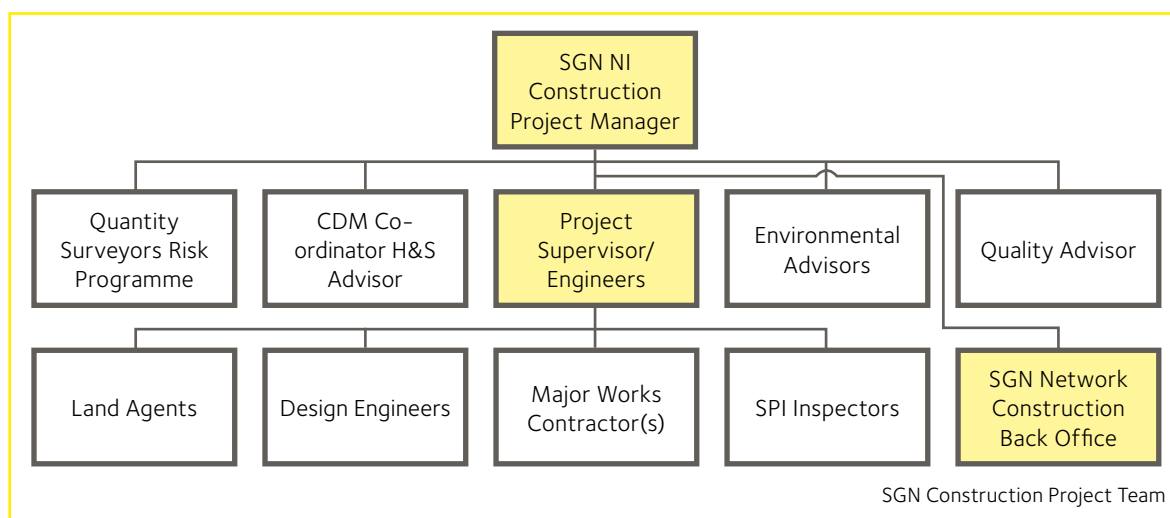 SGN NI
Construction
Project Manager
Quantity
Surveyors Risk
Programme
CDM Co-
ordinator H&S
Advisor
Project
Supervisor/
Engineers
Environmental
Advisors
Quality Advisor
Land Agents
Design Engineers
Major Works
Contractor(s)
SPI Inspectors
SGN Network
Construction
Back Office
SGN Construction Project Team